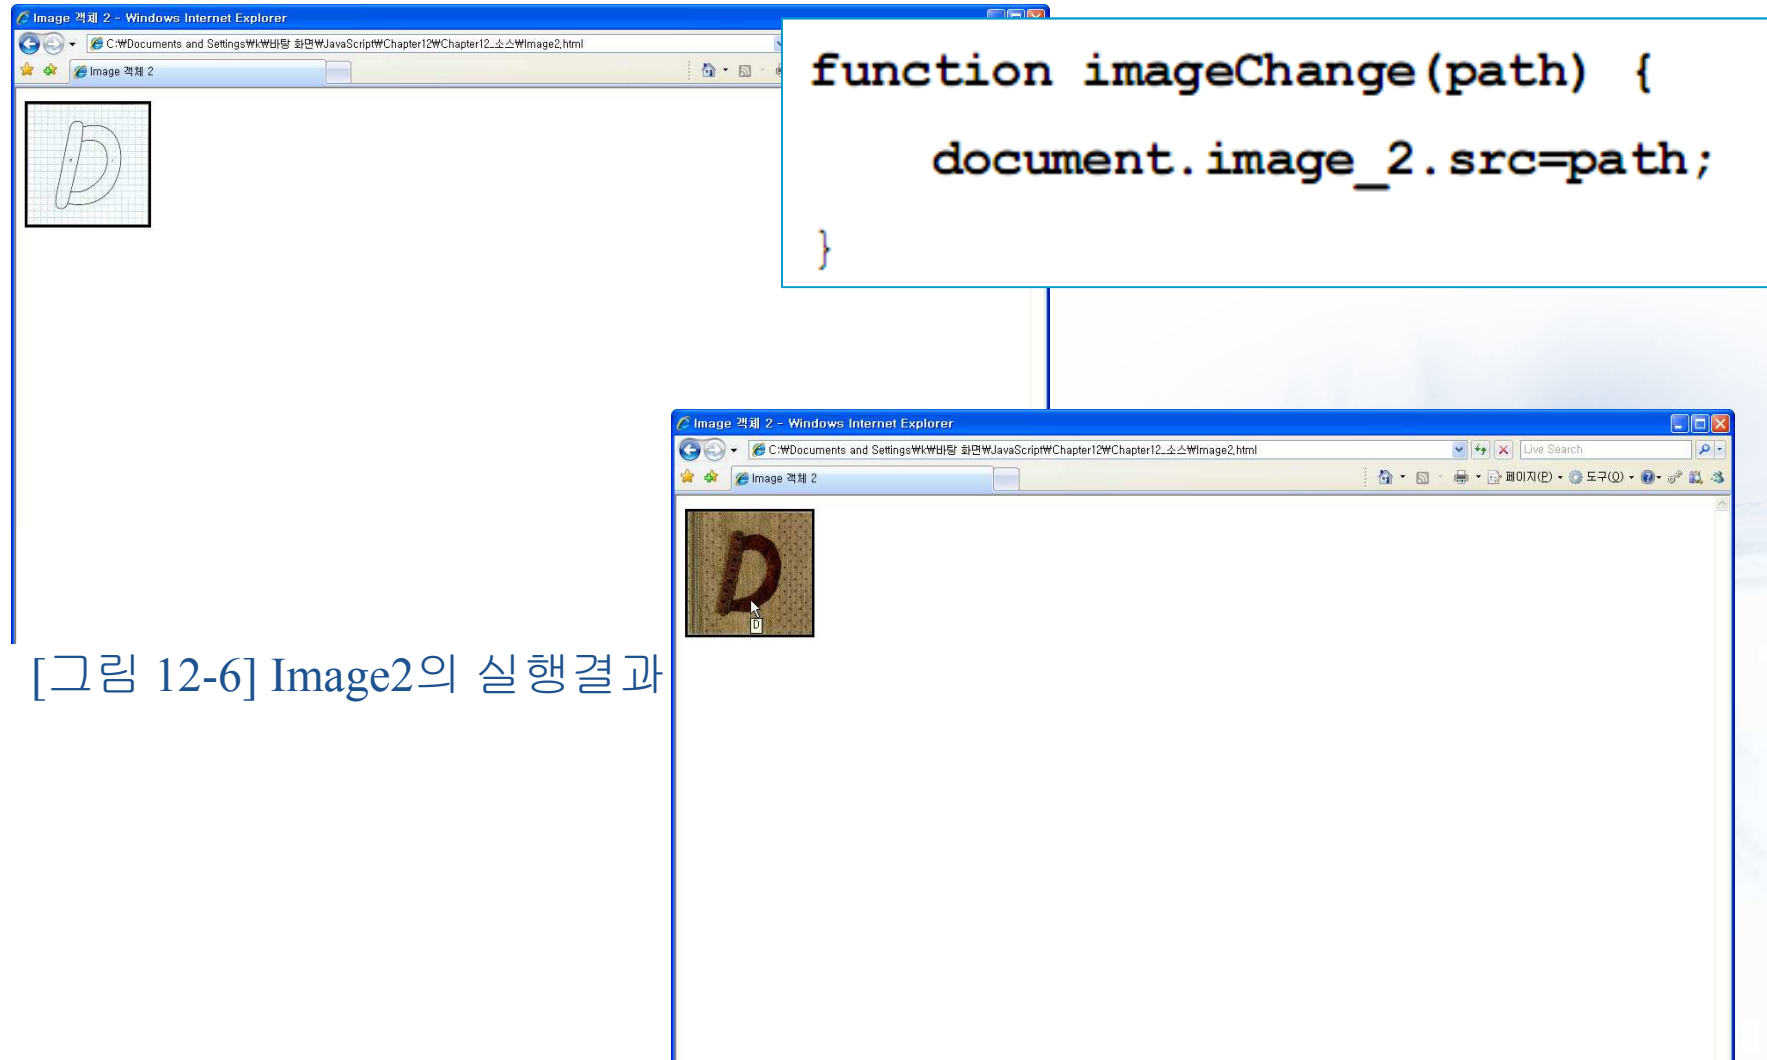 Image 객체 2 - Windows Internet Explorer
C:₩Documents and Settings₩k₩바탕 화면₩JavaScript₩Chapter12₩Chapter12_소스₩Image2.html
Image 객체 2
function imageChange(path) {
document.image_2.src=path;
}
Image 객체 2 - Windows Internet Explorer
C:₩Documents and Settings₩k₩바탕 화면₩JavaScript₩Chapter12₩Chapter12_소스₩Image2.html
Live Search
Image 객체 2
페이지(P)
도구(O)
D
D
[그림 12-6] Image2의 실행결과